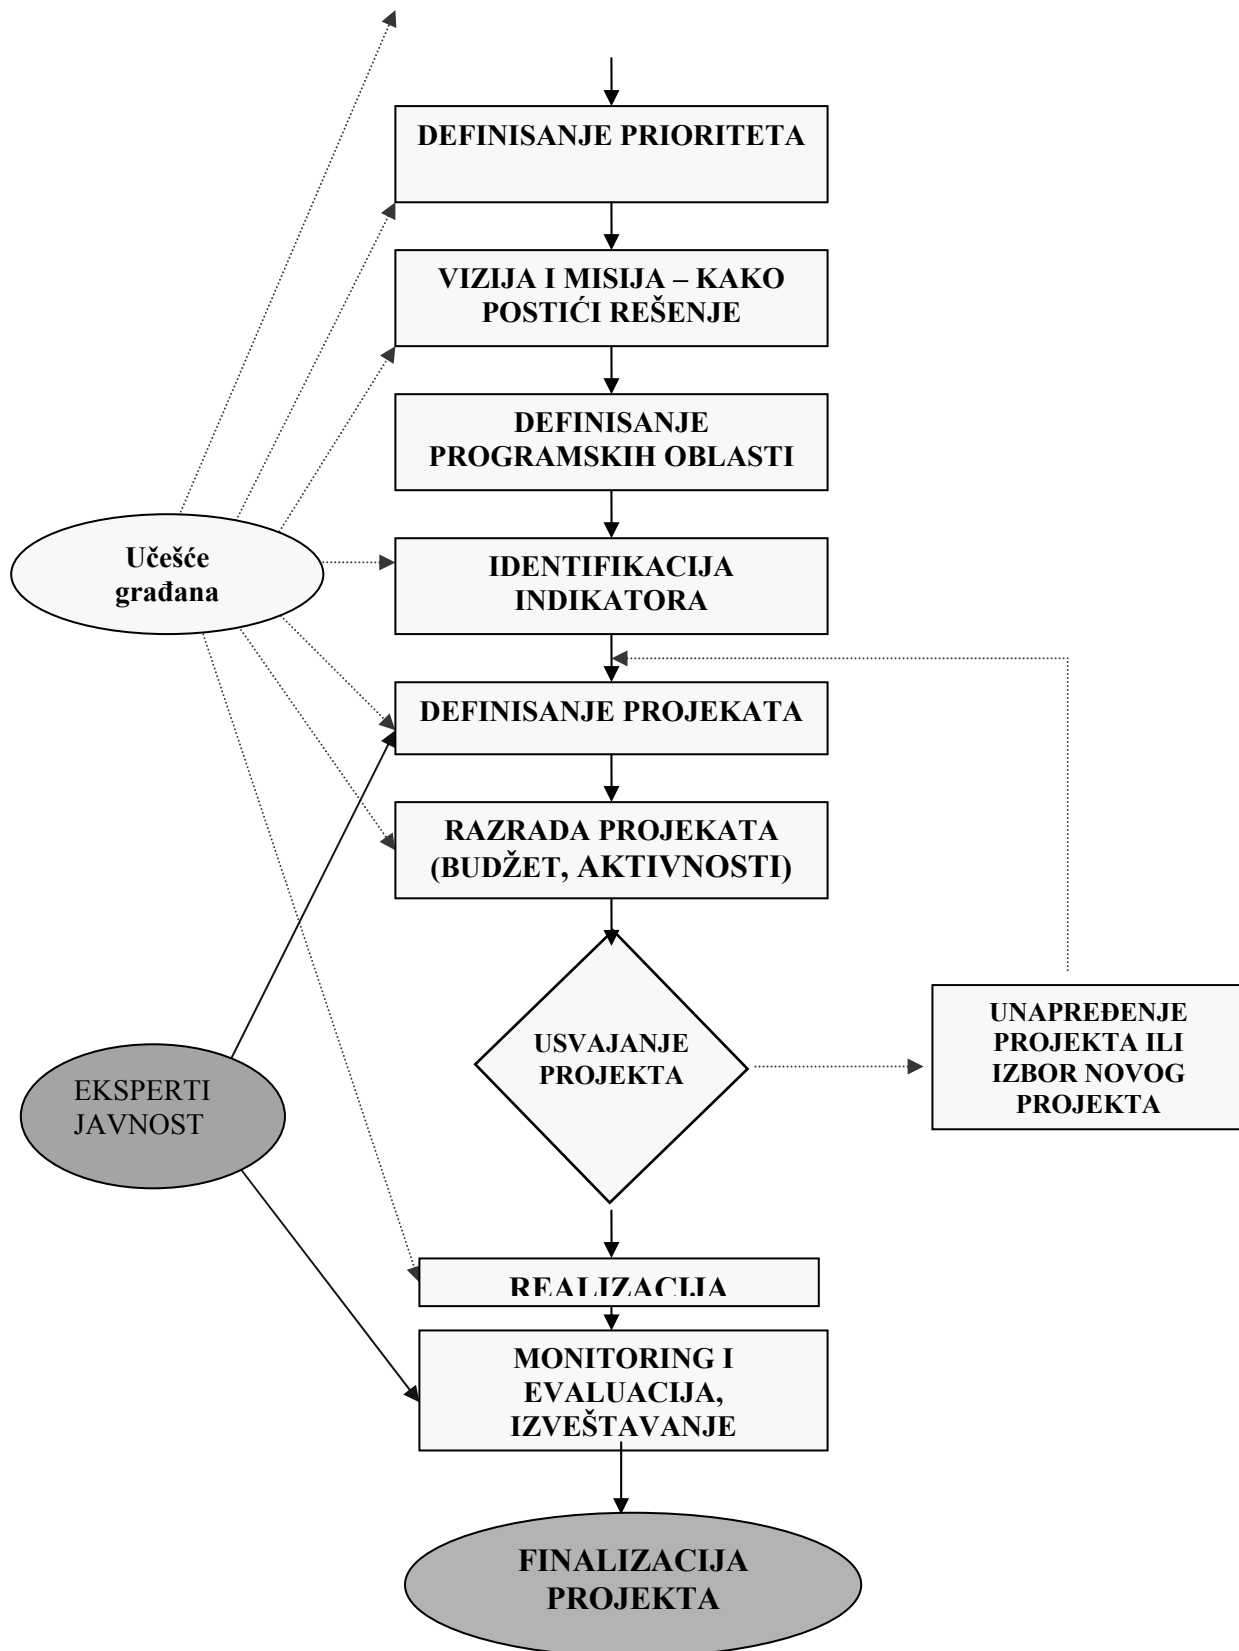 DEFINISANJE PRIORITETA
VIZIJA I MISIJA – KAKO
POSTIĆI REŠENJE
DEFINISANJE
PROGRAMSKIH OBLASTI
Učešće
građana
IDENTIFIKACIJA
INDIKATORA
DEFINISANJE PROJEKATA
RAZRADA PROJEKATA
(BUDŽET, AKTIVNOSTI)
USVAJANJE
PROJEKTA
UNAPREĐENJE
PROJEKTA ILI
IZBOR NOVOG
PROJEKTA
EKSPERTI
JAVNOST
REALIZACIJA
MONITORING I
EVALUACIJA,
IZVEŠTAVANJE
FINALIZACIJA
PROJEKTA